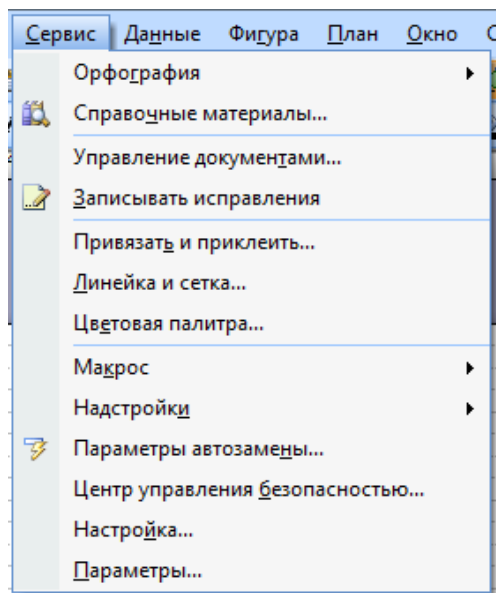 Сервис Данные Фигура План Окно
Орфография
Справочные материалы...
Управление документами...
Записывать исправления
Привязать и приклеить...
Линейка и сетка...
Цветовая палитра...
Макрос
Надстройки
Параметры автозамены...
Центр управления безопасностью...
Настройка...
Параметры...